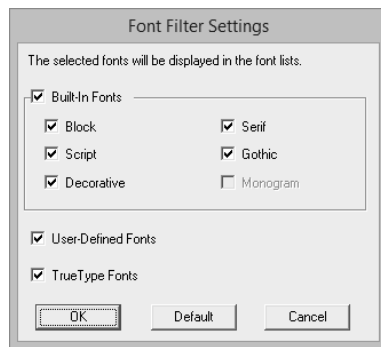 Font Filter Settings
The selected fonts will be displayed in the font lists.
Built-In Fonts
Block Serif
Script Gothic
Decorative Monogram
User-Defined Fonts
TrueType Fonts
OK Default Cancel